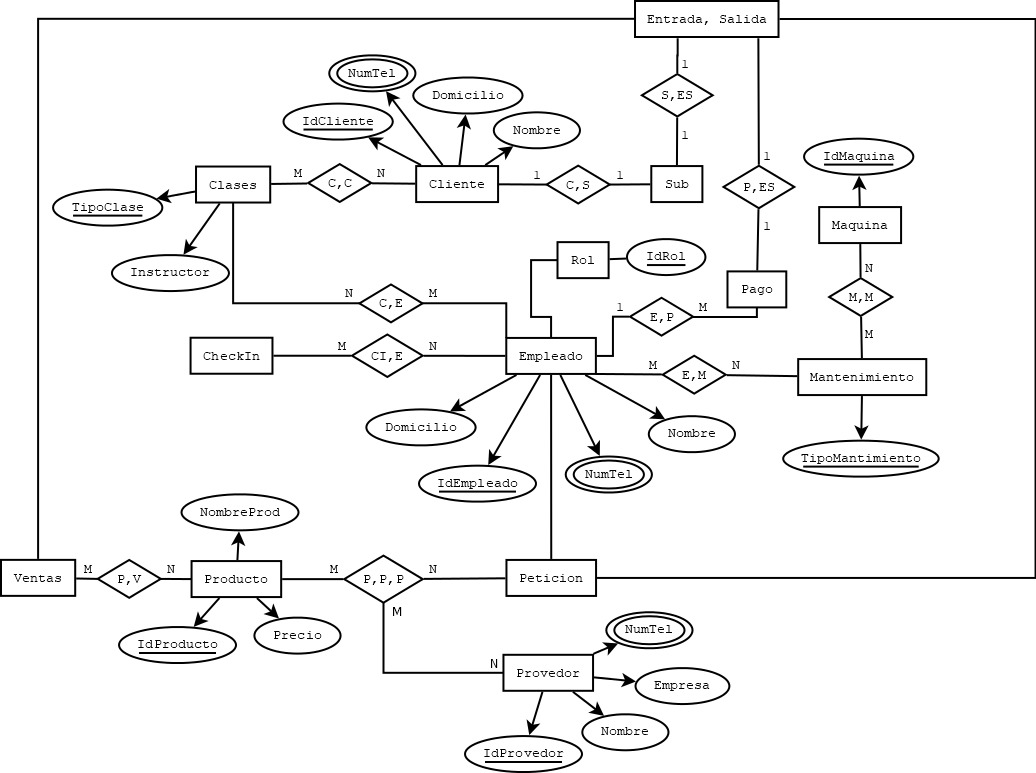 Entrada, Salida
1
NumTel
Domicilio
S,ES
IdCliente
Nombre
1
IdMaquina
1
M
N
1
1
Clases
C,C
Cliente
C,S
Sub
P,ES
TipoClase
1
Maquina
Instructor
Rol
IdRol
N
Pago
N
M
M,M
C,E
1
M
E,P
M
M
N
CheckIn
CI,E
Empleado
M
N
E,M
Mantenimiento
Domicilio
Nombre
TipoMantimiento
NumTel
IdEmpleado
NombreProd
M
N
M
N
Ventas
P,V
Producto
P,P,P
Peticion
M
NumTel
Precio
IdProducto
N
Provedor
Empresa
Nombre
IdProvedor